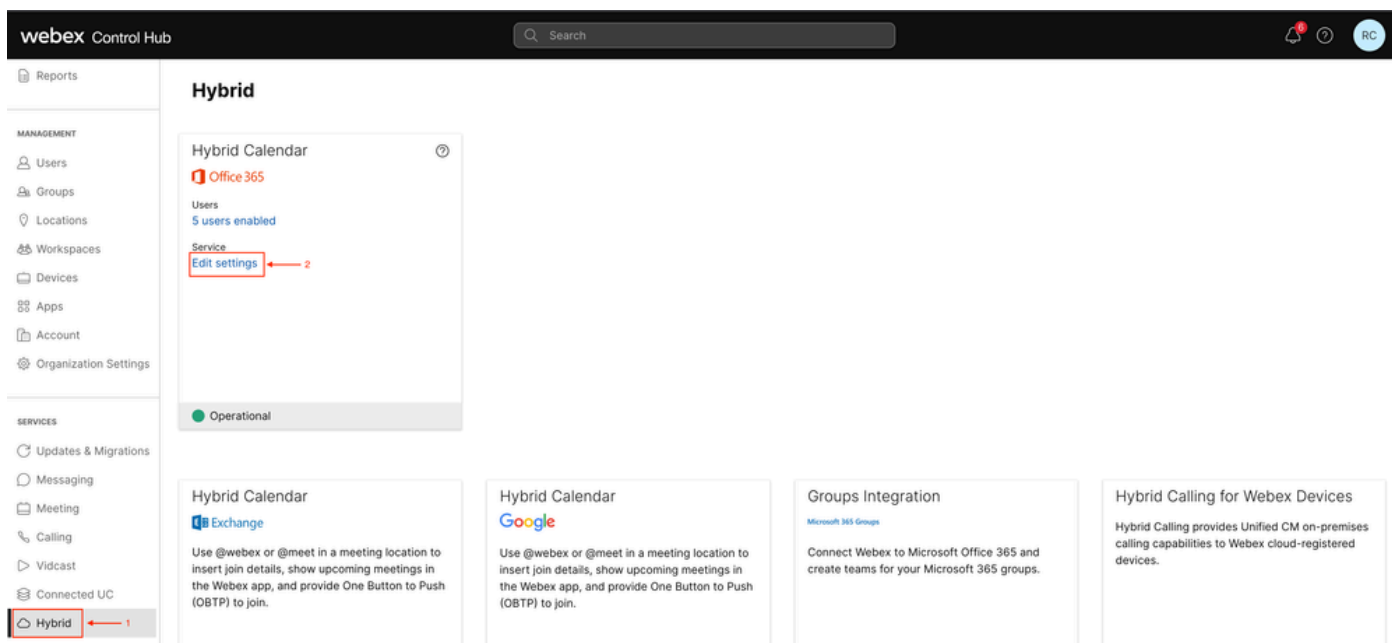 webex Control Hub
Search
6
RC
Reports
MANAGEMENT
Users
Groups
Locations
Workspaces
Devices
Apps
Account
Organization Settings
SERVICES
Updates & Migrations
Messaging
Meeting
Calling
Vidcast
Connected UC
Hybrid
1
Hybrid
Hybrid Calendar
Office 365
Users
5 users enabled
Service
Edit settings
2
Operational
Hybrid Calendar
Exchange
Use @webex or @meet in a meeting location to
insert join details, show upcoming meetings in
the Webex app, and provide One Button to Push
(OBTP) to join.
Hybrid Calendar
Google
Use @webex or @meet in a meeting location to
insert join details, show upcoming meetings in
the Webex app, and provide One Button to Push
(OBTP) to join.
Groups Integration
Microsoft 365 Groups
Connect Webex to Microsoft Office 365 and
create teams for your Microsoft 365 groups.
Hybrid Calling for Webex Devices
Hybrid Calling provides Unified CM on-premises
calling capabilities to Webex cloud-registered
devices.